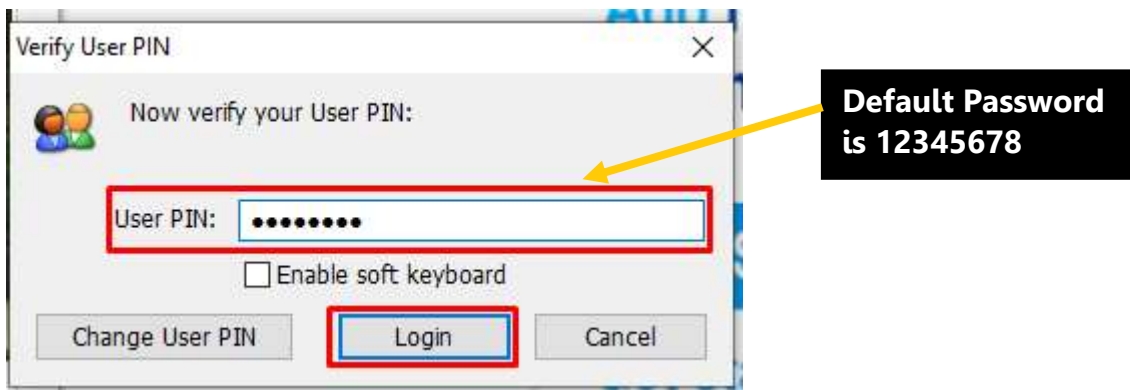 Verify User PIN
Now verify your User PIN:
Default Password
is 12345678
User PIN: ●●●●●●●●
Enable soft keyboard
Change User PIN
Login
Cancel